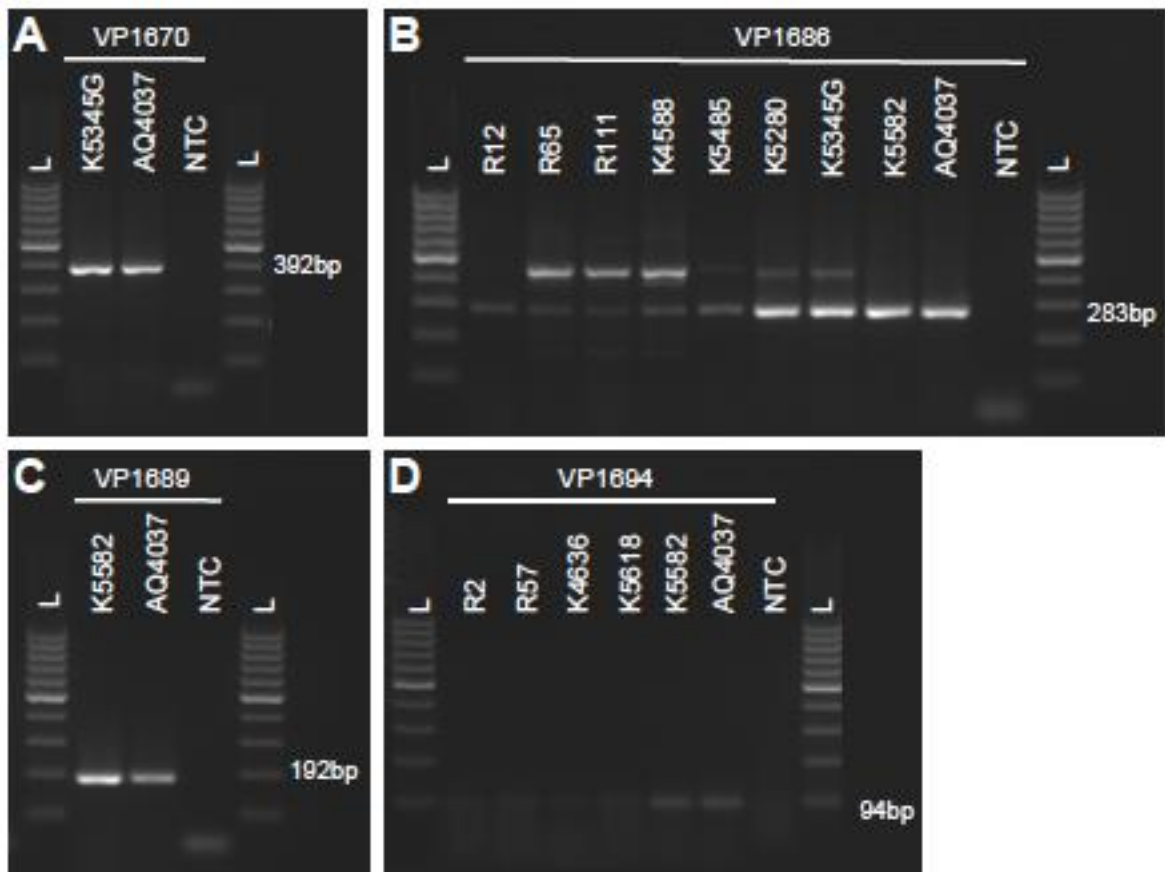 A
VP1670
L
K5345G
AQ4037
NTC
L
392bp
B
VP1686
L
R12
R65
R111
K4588
K5485
K5280
K5345G
K5582
AQ4037
NTC
L
283bp
C
VP1689
L
K5582
AQ4037
NTC
L
192bp
D
VP1694
L
R2
R57
K4636
K5618
K5582
AQ4037
NTC
L
94bp